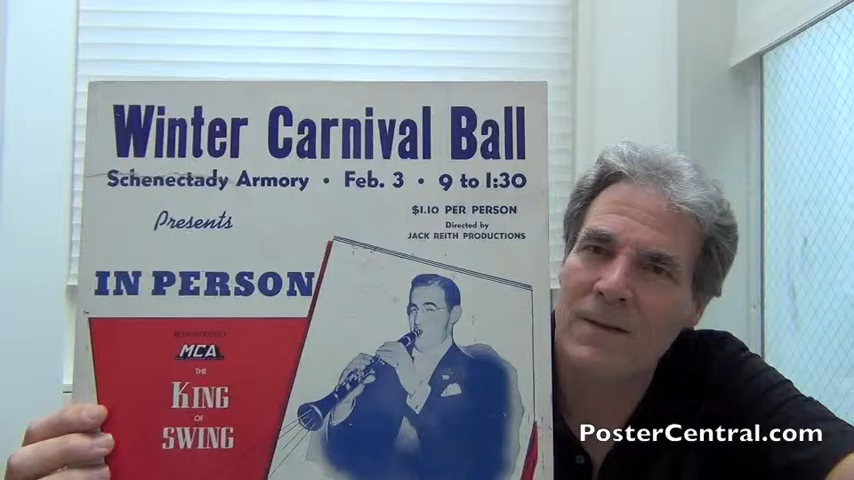 Winter Carnival Ball
Schenectady Armory • Feb. 3 • 9 to 1:30
Presents
$1.10 PER PERSON
Directed by
JACK REITH PRODUCTIONS
IN PERSON
MCA
THE
KING
OF
SWING
PosterCentral.com